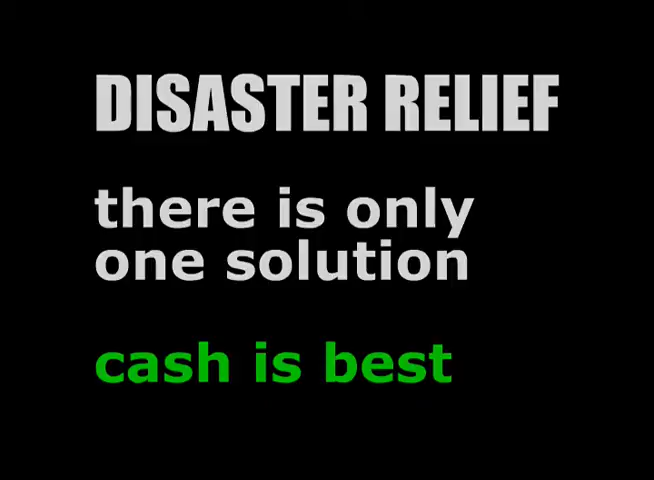 DISASTER RELIEF
there is only
one solution
cash is best